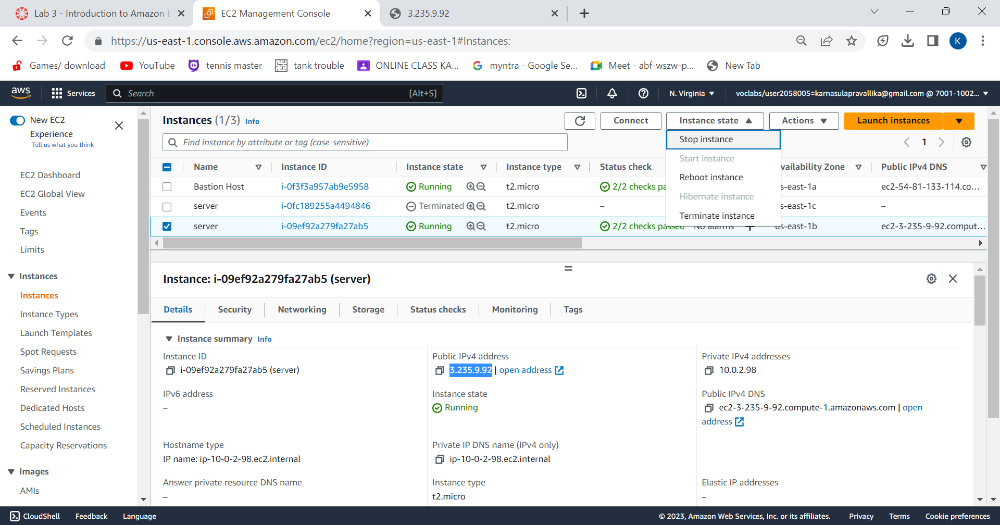 Lab 3 - Introduction to Amazon E
EC2 Management Console
3.235.9.92
https://us-east-1.console.aws.amazon.com/ec2/home?region=us-east-1#Instances:
K
Games/ download
YouTube
tennis master
tank trouble
ONLINE CLASS KA...
myntra - Google Se...
Meet - abf-wszw-p...
New Tab
aws
Services
Search
[Alt+S]
N. Virginia
voclabs/user2058005=karnasulapravallika@gmail.com @ 7001-1002...
New EC2
Experience
Tell us what you think
EC2 Dashboard
EC2 Global View
Events
Tags
Limits
Instances
Instances
Instance Types
Launch Templates
Spot Requests
Savings Plans
Reserved Instances
Dedicated Hosts
Scheduled Instances
Capacity Reservations
Images
AMIs
Instances (1/3) Info
Connect
Instance state
Actions
Launch instances
Find instance by attribute or tag (case-sensitive)
1
Stop instance
Start instance
Reboot instance
Hibernate instance
Terminate instance
Name Instance ID Instance state Instance type Status check vailability Zone Public IPv4 DNS
Bastion Host i-0f3f3a957ab9e5958 Running t2.micro 2/2 checks pa s-east-1a ec2-54-81-133-114.co...
server i-0fc189255a4494846 Terminated t2.micro – s-east-1c –
server i-09ef92a279fa27ab5 Running t2.micro 2/2 checks passed No alarms + us-east-1b ec2-3-235-9-92.comput...
Instance: i-09ef92a279fa27ab5 (server)
Details
Security
Networking
Storage
Status checks
Monitoring
Tags
Instance summary Info
Instance ID
i-09ef92a279fa27ab5 (server)
Public IPv4 address
3.235.9.92 | open address
Private IPv4 addresses
10.0.2.98
IPv6 address
–
Instance state
Running
Public IPv4 DNS
ec2-3-235-9-92.compute-1.amazonaws.com | open
address
Hostname type
IP name: ip-10-0-2-98.ec2.internal
Private IP DNS name (IPv4 only)
ip-10-0-2-98.ec2.internal
Answer private resource DNS name
–
Instance type
t2.micro
Elastic IP addresses
–
CloudShell
Feedback
Language
© 2023, Amazon Web Services, Inc. or its affiliates.
Privacy
Terms
Cookie preferences